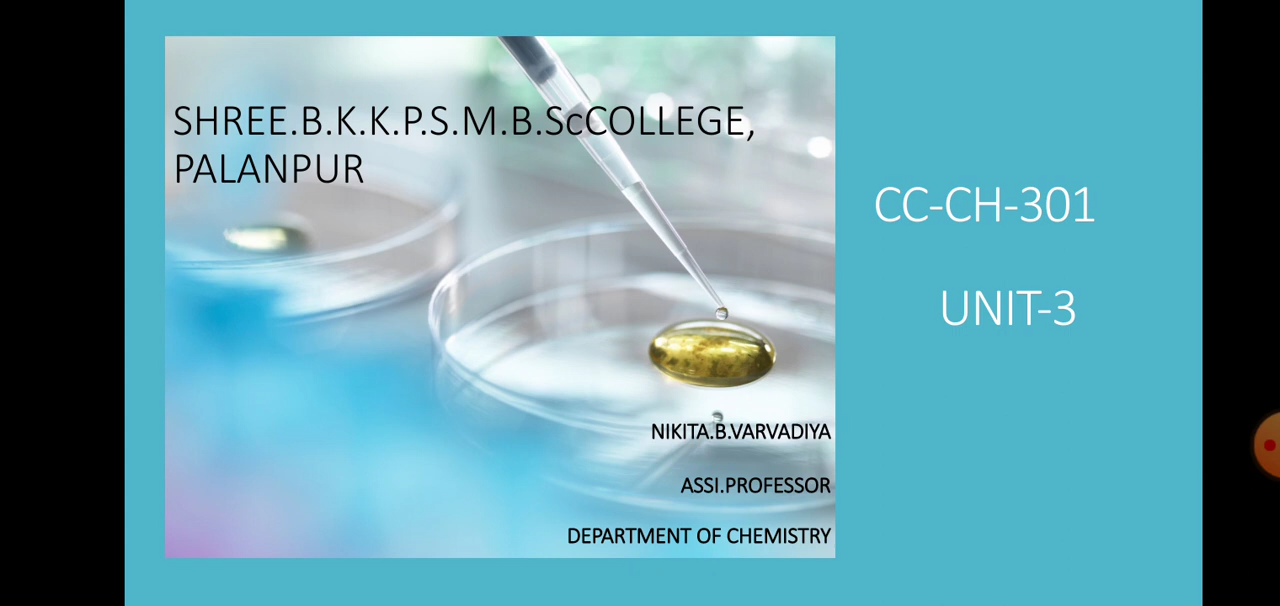 SHREE.B.K.K.P.S.M.B.ScCOLLEGE,
PALANPUR
CC-CH-301
UNIT-3
NIKITA.B.VARVADIYA
ASSI.PROFESSOR
DEPARTMENT OF CHEMISTRY